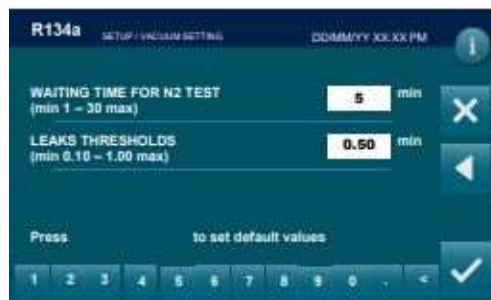 R134a SETUP / VACUUM SETTING DD/MM/YY XX:XX PM
i
WAITING TIME FOR N2 TEST 5 min
(min 1 – 30 max)
LEAKS THRESHOLDS 0.50 min
(min 0.10 – 1.00 max)
Press to set default values
1 2 3 4 5 6 7 8 9 0 . <